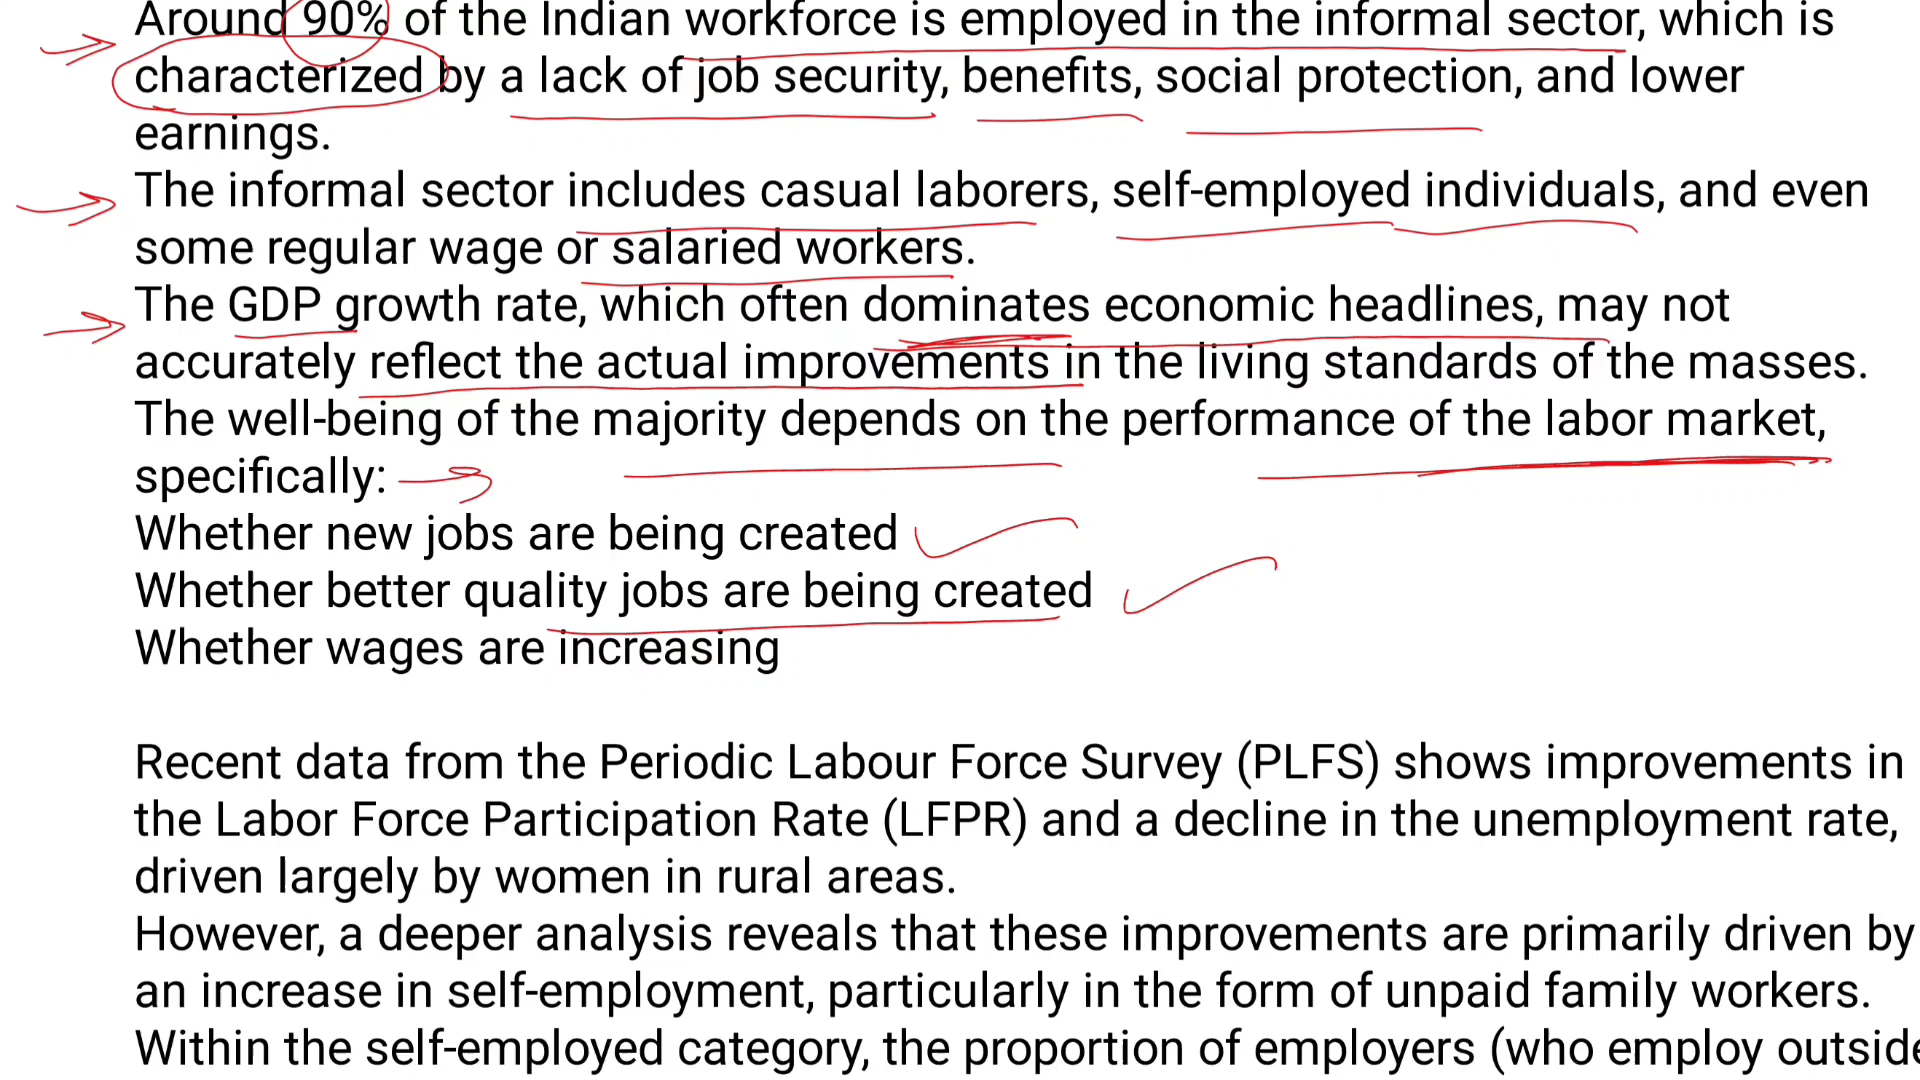 Around 90% of the Indian workforce is employed in the informal sector, which is
characterized by a lack of job security, benefits, social protection, and lower
earnings.
The informal sector includes casual laborers, self-employed individuals, and even
some regular wage or salaried workers.
The GDP growth rate, which often dominates economic headlines, may not
accurately reflect the actual improvements in the living standards of the masses.
The well-being of the majority depends on the performance of the labor market,
specifically:
Whether new jobs are being created
Whether better quality jobs are being created
Whether wages are increasing
Recent data from the Periodic Labour Force Survey (PLFS) shows improvements in
the Labor Force Participation Rate (LFPR) and a decline in the unemployment rate,
driven largely by women in rural areas.
However, a deeper analysis reveals that these improvements are primarily driven by
an increase in self-employment, particularly in the form of unpaid family workers.
Within the self-employed category, the proportion of employers (who employ outside